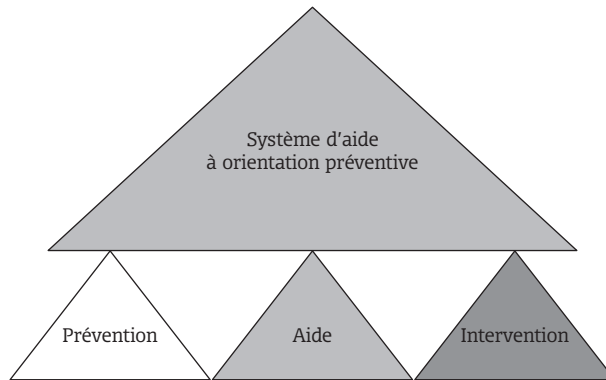 Système d'aide
à orientation préventive
Prévention
Aide
Intervention